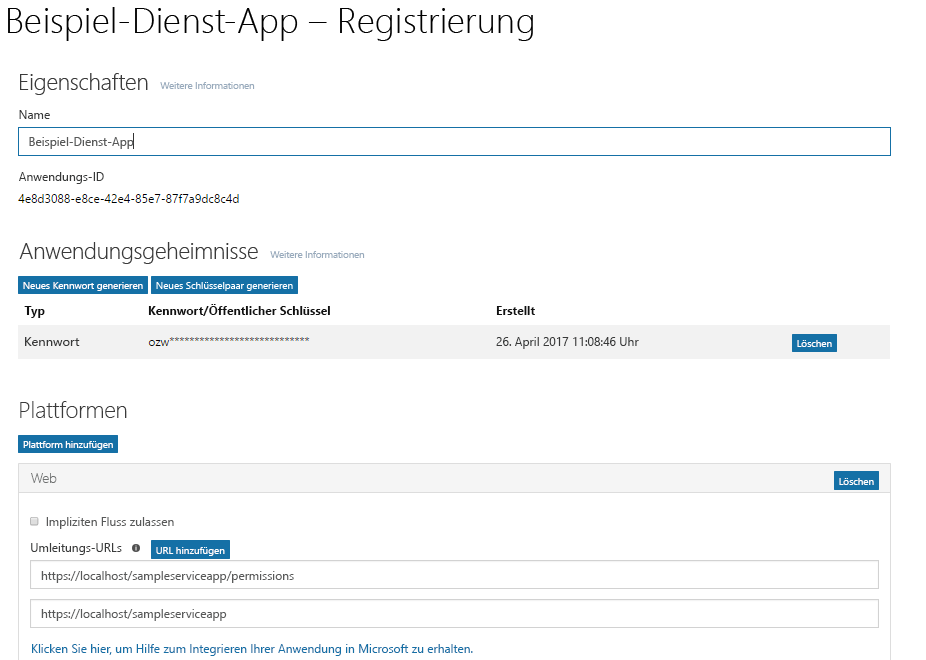 Beispiel-Dienst-App – Registrierung
Eigenschaften Weitere Informationen
Name
Beispiel-Dienst-App
Anwendungs-ID
4e8d3088-e8ce-42e4-85e7-87f7a9dc8c4d
Anwendungsgeheimnisse Weitere Informationen
Neues Kennwort generieren Neues Schlüsselpaar generieren
Typ Kennwort/Öffentlicher Schlüssel Erstellt
Kennwort ozw**************************** 26. April 2017 11:08:46 Uhr Löschen
Plattformen
Plattform hinzufügen
Web Löschen
Impliziten Fluss zulassen
Umleitungs-URLs URL hinzufügen
https://localhost/sampleserviceapp/permissions
https://localhost/sampleserviceapp
Klicken Sie hier, um Hilfe zum Integrieren Ihrer Anwendung in Microsoft zu erhalten.